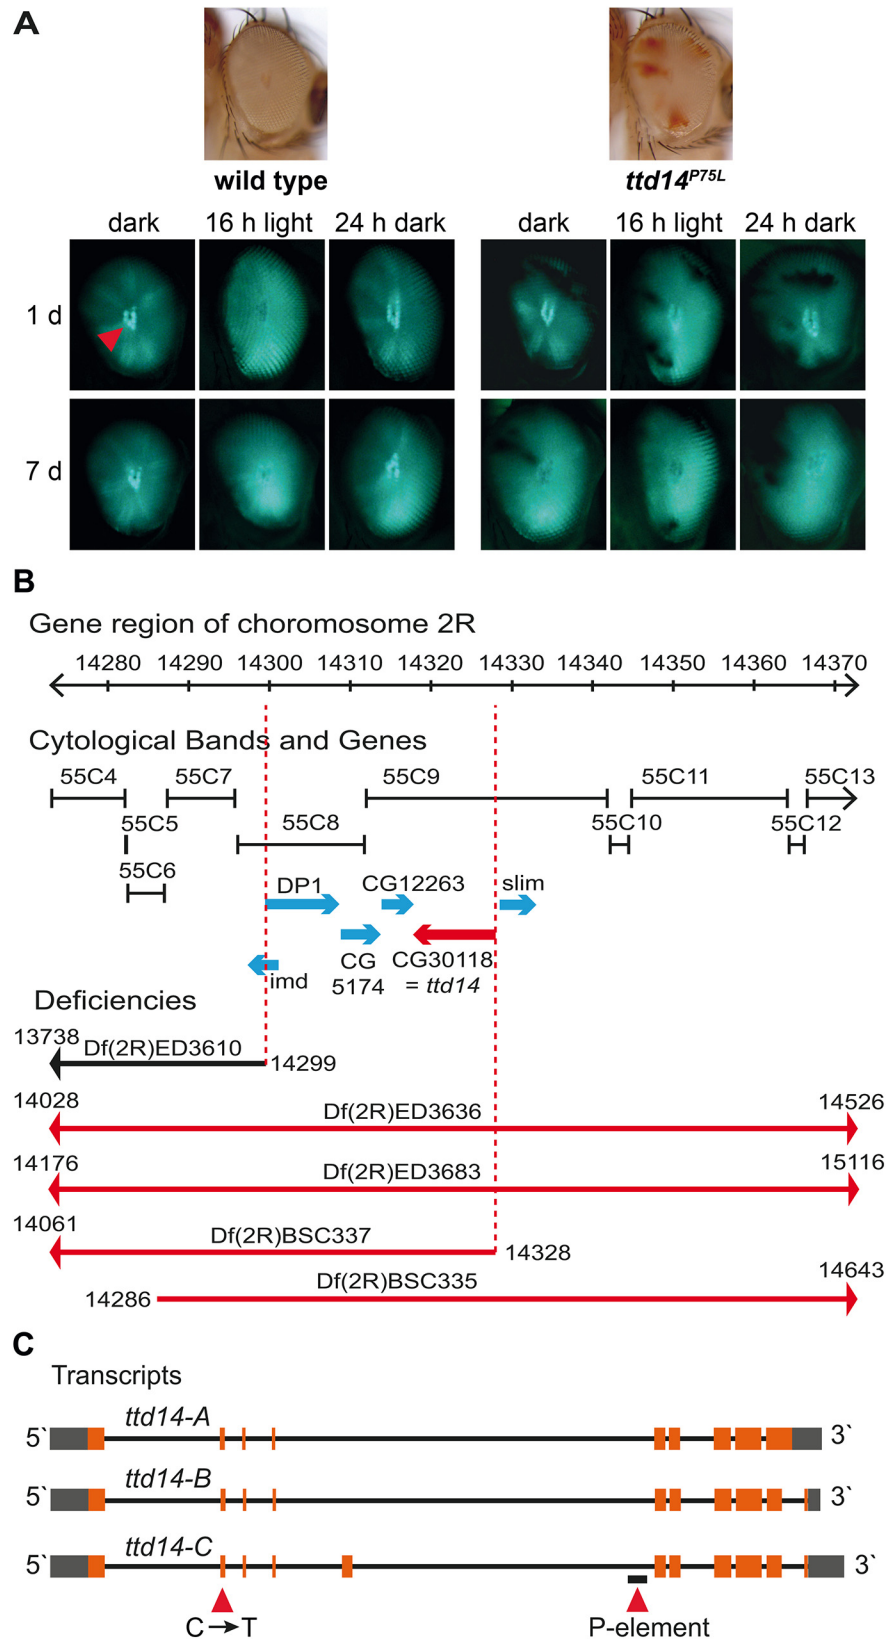 A
wild type
ttd14P75L
dark 16 h light 24 h dark dark 16 h light 24 h dark
1 d
7 d
B
Gene region of choromosome 2R
14280 14290 14300 14310 14320 14330 14340 14350 14360 14370
Cytological Bands and Genes
55C4 55C7 55C9 55C11 55C13
55C5 55C8 55C10 55C12
55C6
DP1 CG12263 slim
CG 5174
CG30118 = ttd14
imd
Deficiencies
13738 Df(2R)ED3610 14299
14028 Df(2R)ED3636 14526
14176 Df(2R)ED3683 15116
14061 Df(2R)BSC337 14328
14286 Df(2R)BSC335 14643
C
Transcripts
ttd14-A
5` 3`
ttd14-B
5` 3`
ttd14-C
5` 3`
C→T P-element